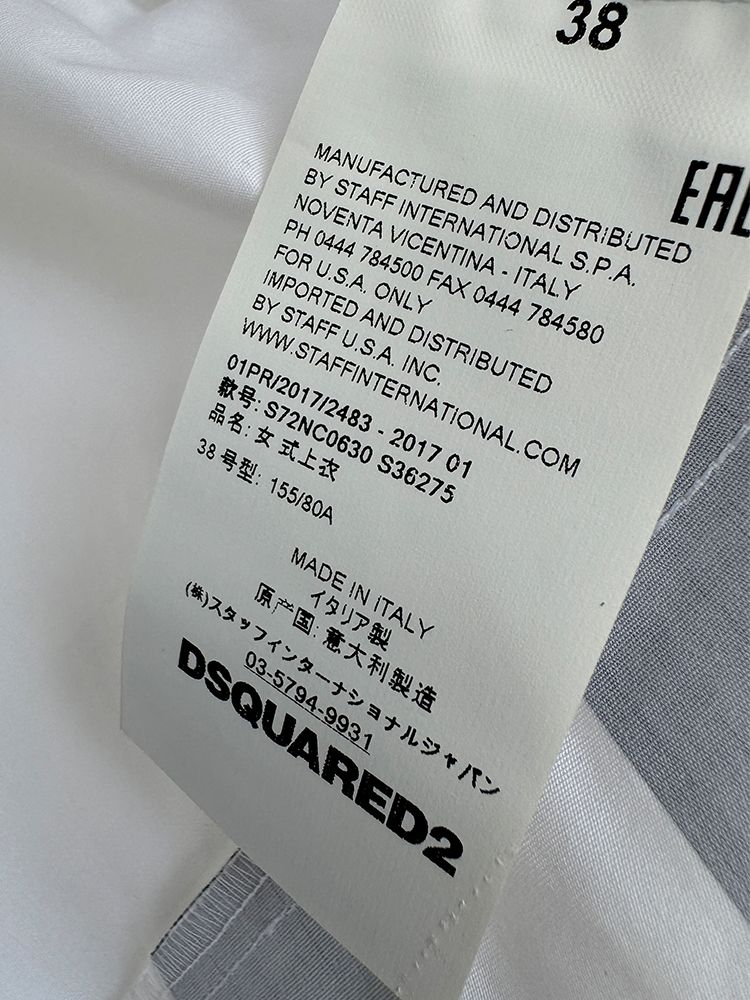 38
EAC
MANUFACTURED AND DISTRIBUTED
BY STAFF INTERNATIONAL S.P.A.
NOVENTA VICENTINA - ITALY
PH 0444 784500 FAX 0444 784580
FOR U.S.A. ONLY
IMPORTED AND DISTRIBUTED
BY STAFF U.S.A. INC.
WWW.STAFFINTERNATIONAL.COM
01PR/2017/2483 - 2017 01
款号: S72NC0630 S36275
品名: 女式上衣
38 号型: 155/80A
MADE IN ITALY
イタリア製
原产国: 意大利製造
(株)スタッフインターナショナルジャパン
03-5794-9931
DSQUARED2